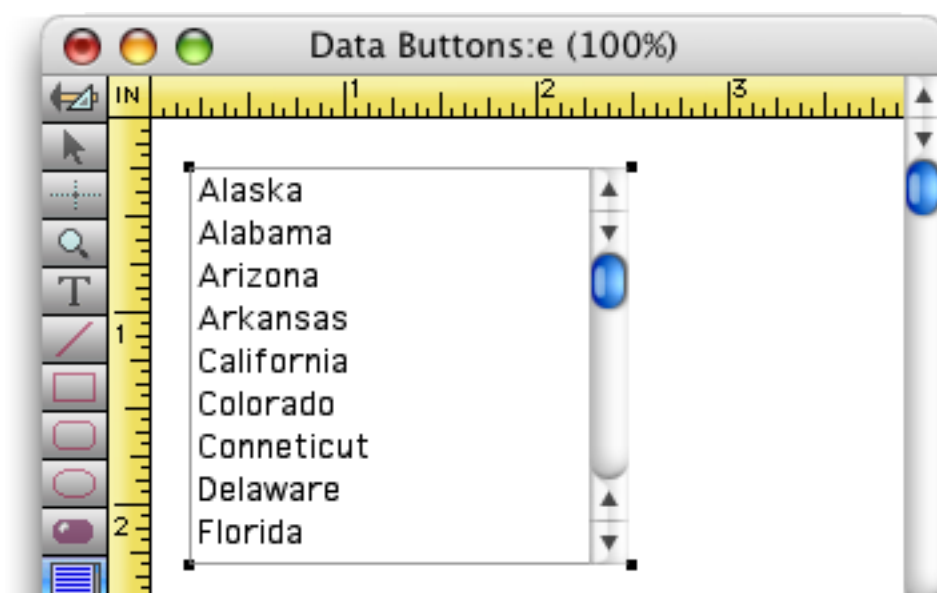 Data Buttons:e (100%)
IN 1 2 3
T
Alaska
Alabama
Arizona
Arkansas
1
California
Colorado
Conneticut
Delaware
2
Florida